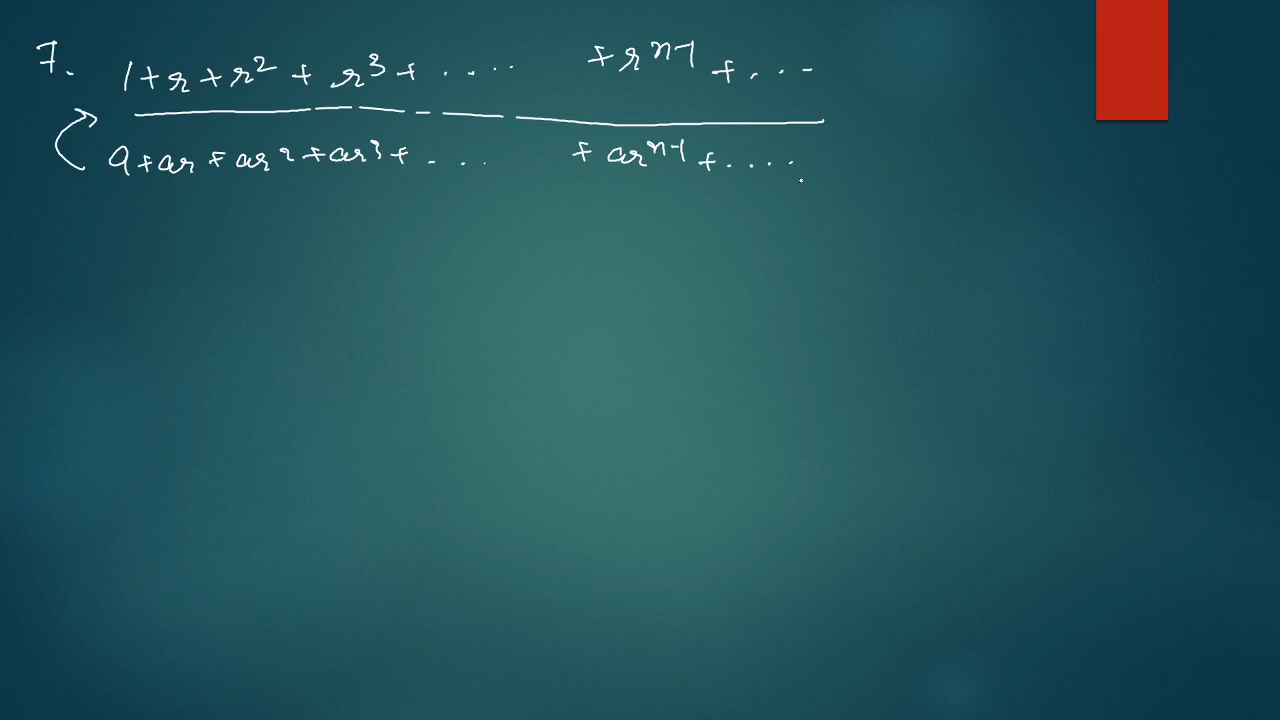 7. 1+r+r² + r³+ ..... +rⁿ⁻¹ +...-
a+ar+ar²+ar³+ .... + arⁿ⁻¹ +....